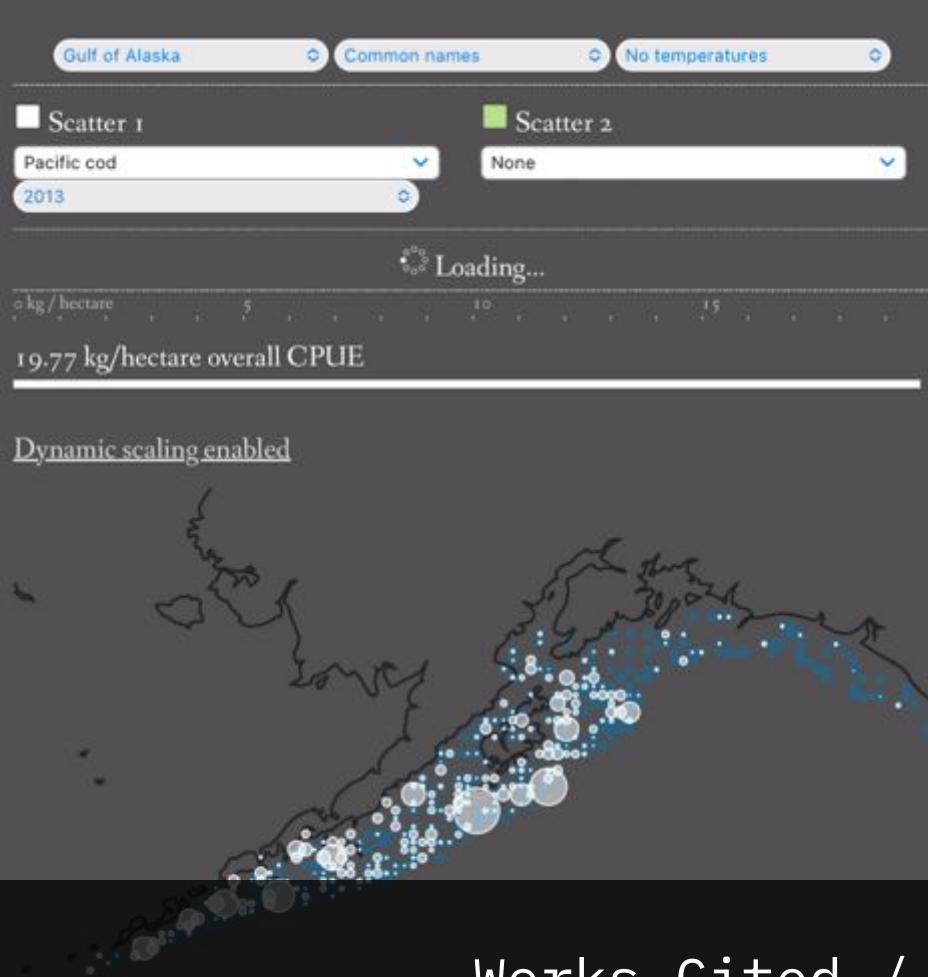 Gulf of Alaska Common names No temperatures
Scatter 1 Scatter 2
Pacific cod None
2013
Loading...
0 kg / hectare 5 10 15
19.77 kg/hectare overall CPUE
Dynamic scaling enabled
Works Cited /